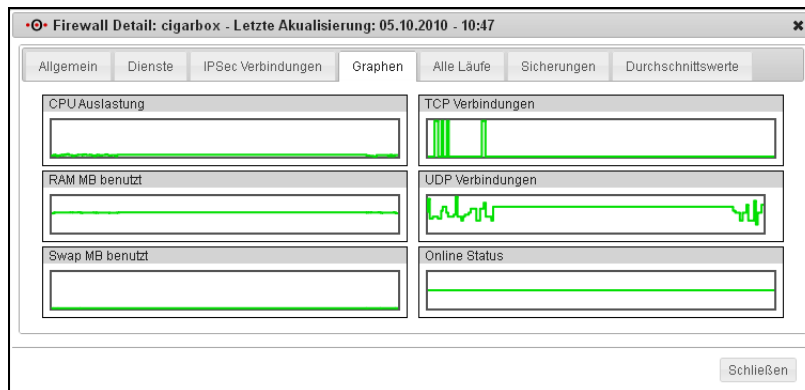 Firewall Detail: cigarbox - Letzte Akualisierung: 05.10.2010 - 10:47
Allgemein Dienste IPSec Verbindungen Graphen Alle Läufe Sicherungen Durchschnittswerte
CPU Auslastung
TCP Verbindungen
RAM MB benutzt
UDP Verbindungen
Swap MB benutzt
Online Status
Schließen